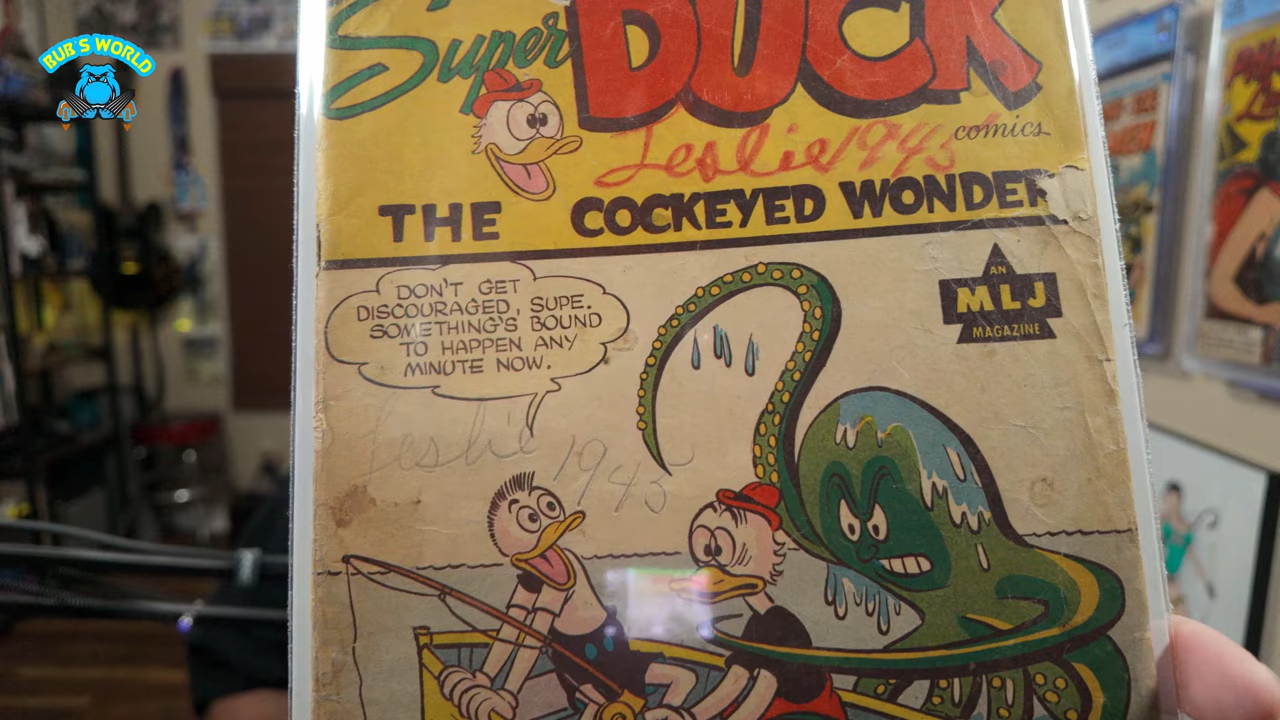 BUB'S WORLD
Super DUCK
comics
Leslie 1945
THE COCKEYED WONDER
AN
MLJ
MAGAZINE
DON'T GET
DISCOURAGED, SUPE.
SOMETHING'S BOUND
TO HAPPEN ANY
MINUTE NOW.
Leslie 1945